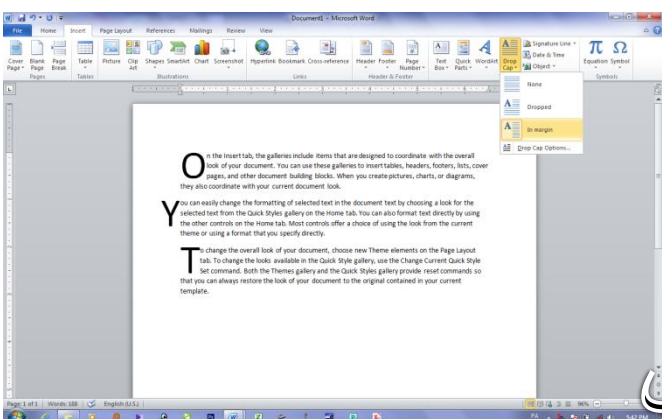 Document1 - Microsoft Word
File Home Insert Page Layout References Mailings Review View
Cover Page Blank Page Page Break Table Picture Clip Art Shapes SmartArt Chart Screenshot Hyperlink Bookmark Cross-reference Header Footer Page Number Text Box Quick Parts WordArt Drop Cap Signature Line Date & Time Object Equation Symbol
Pages Tables Illustrations Links Header & Footer Symbols
None
Dropped
In margin
Drop Cap Options...
On the Insert tab, the galleries include items that are designed to coordinate with the overall
look of your document. You can use these galleries to insert tables, headers, footers, lists, cover
pages, and other document building blocks. When you create pictures, charts, or diagrams,
they also coordinate with your current document look.
You can easily change the formatting of selected text in the document text by choosing a look for the
selected text from the Quick Styles gallery on the Home tab. You can also format text directly by using
the other controls on the Home tab. Most controls offer a choice of using the look from the current
theme or using a format that you specify directly.
To change the overall look of your document, choose new Theme elements on the Page Layout
tab. To change the looks available in the Quick Style gallery, use the Change Current Quick Style
Set command. Both the Themes gallery and the Quick Styles gallery provide reset commands so
that you can always restore the look of your document to the original contained in your current
template.
Page: 1 of 1 Words: 188 English (U.S.) 96%
FA 5:42 PM